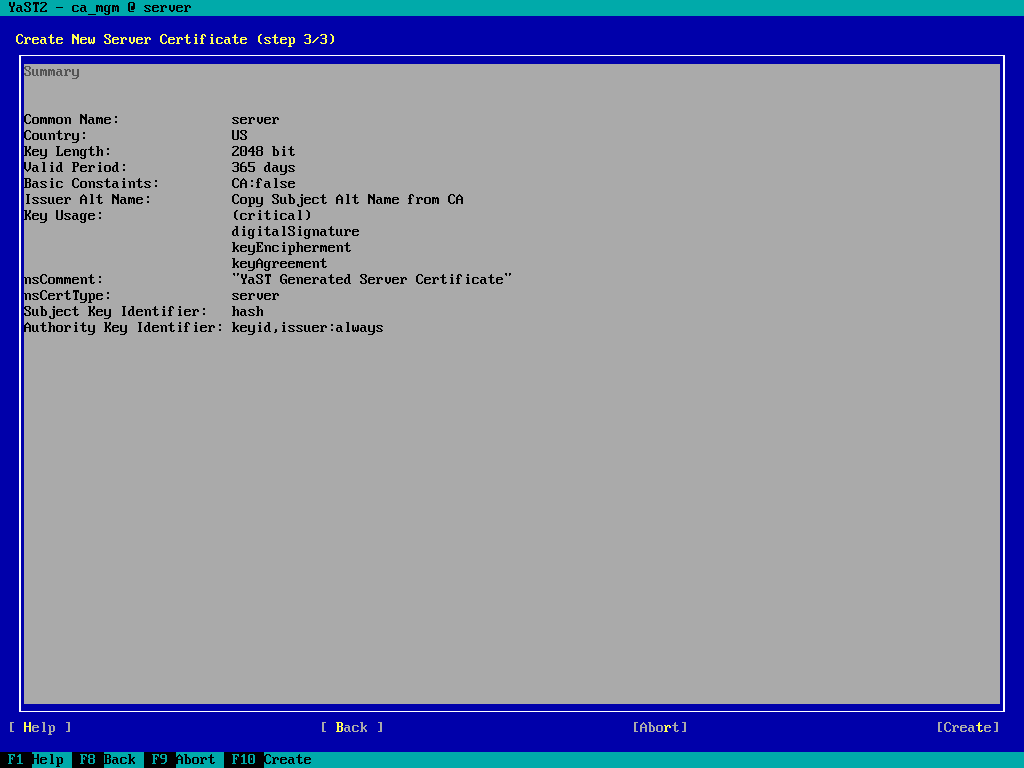 YaST2 - ca_mgm @ server
Create New Server Certificate (step 3/3)
Summary
Common Name: server
Country: US
Key Length: 2048 bit
Valid Period: 365 days
Basic Constaints: CA:false
Issuer Alt Name: Copy Subject Alt Name from CA
Key Usage: (critical)
digitalSignature
keyEncipherment
keyAgreement
nsComment: "YaST Generated Server Certificate"
nsCertType: server
Subject Key Identifier: hash
Authority Key Identifier: keyid,issuer:always
[ Help ] [ Back ] [Abort] [Create]
F1 Help F8 Back F9 Abort F10 Create